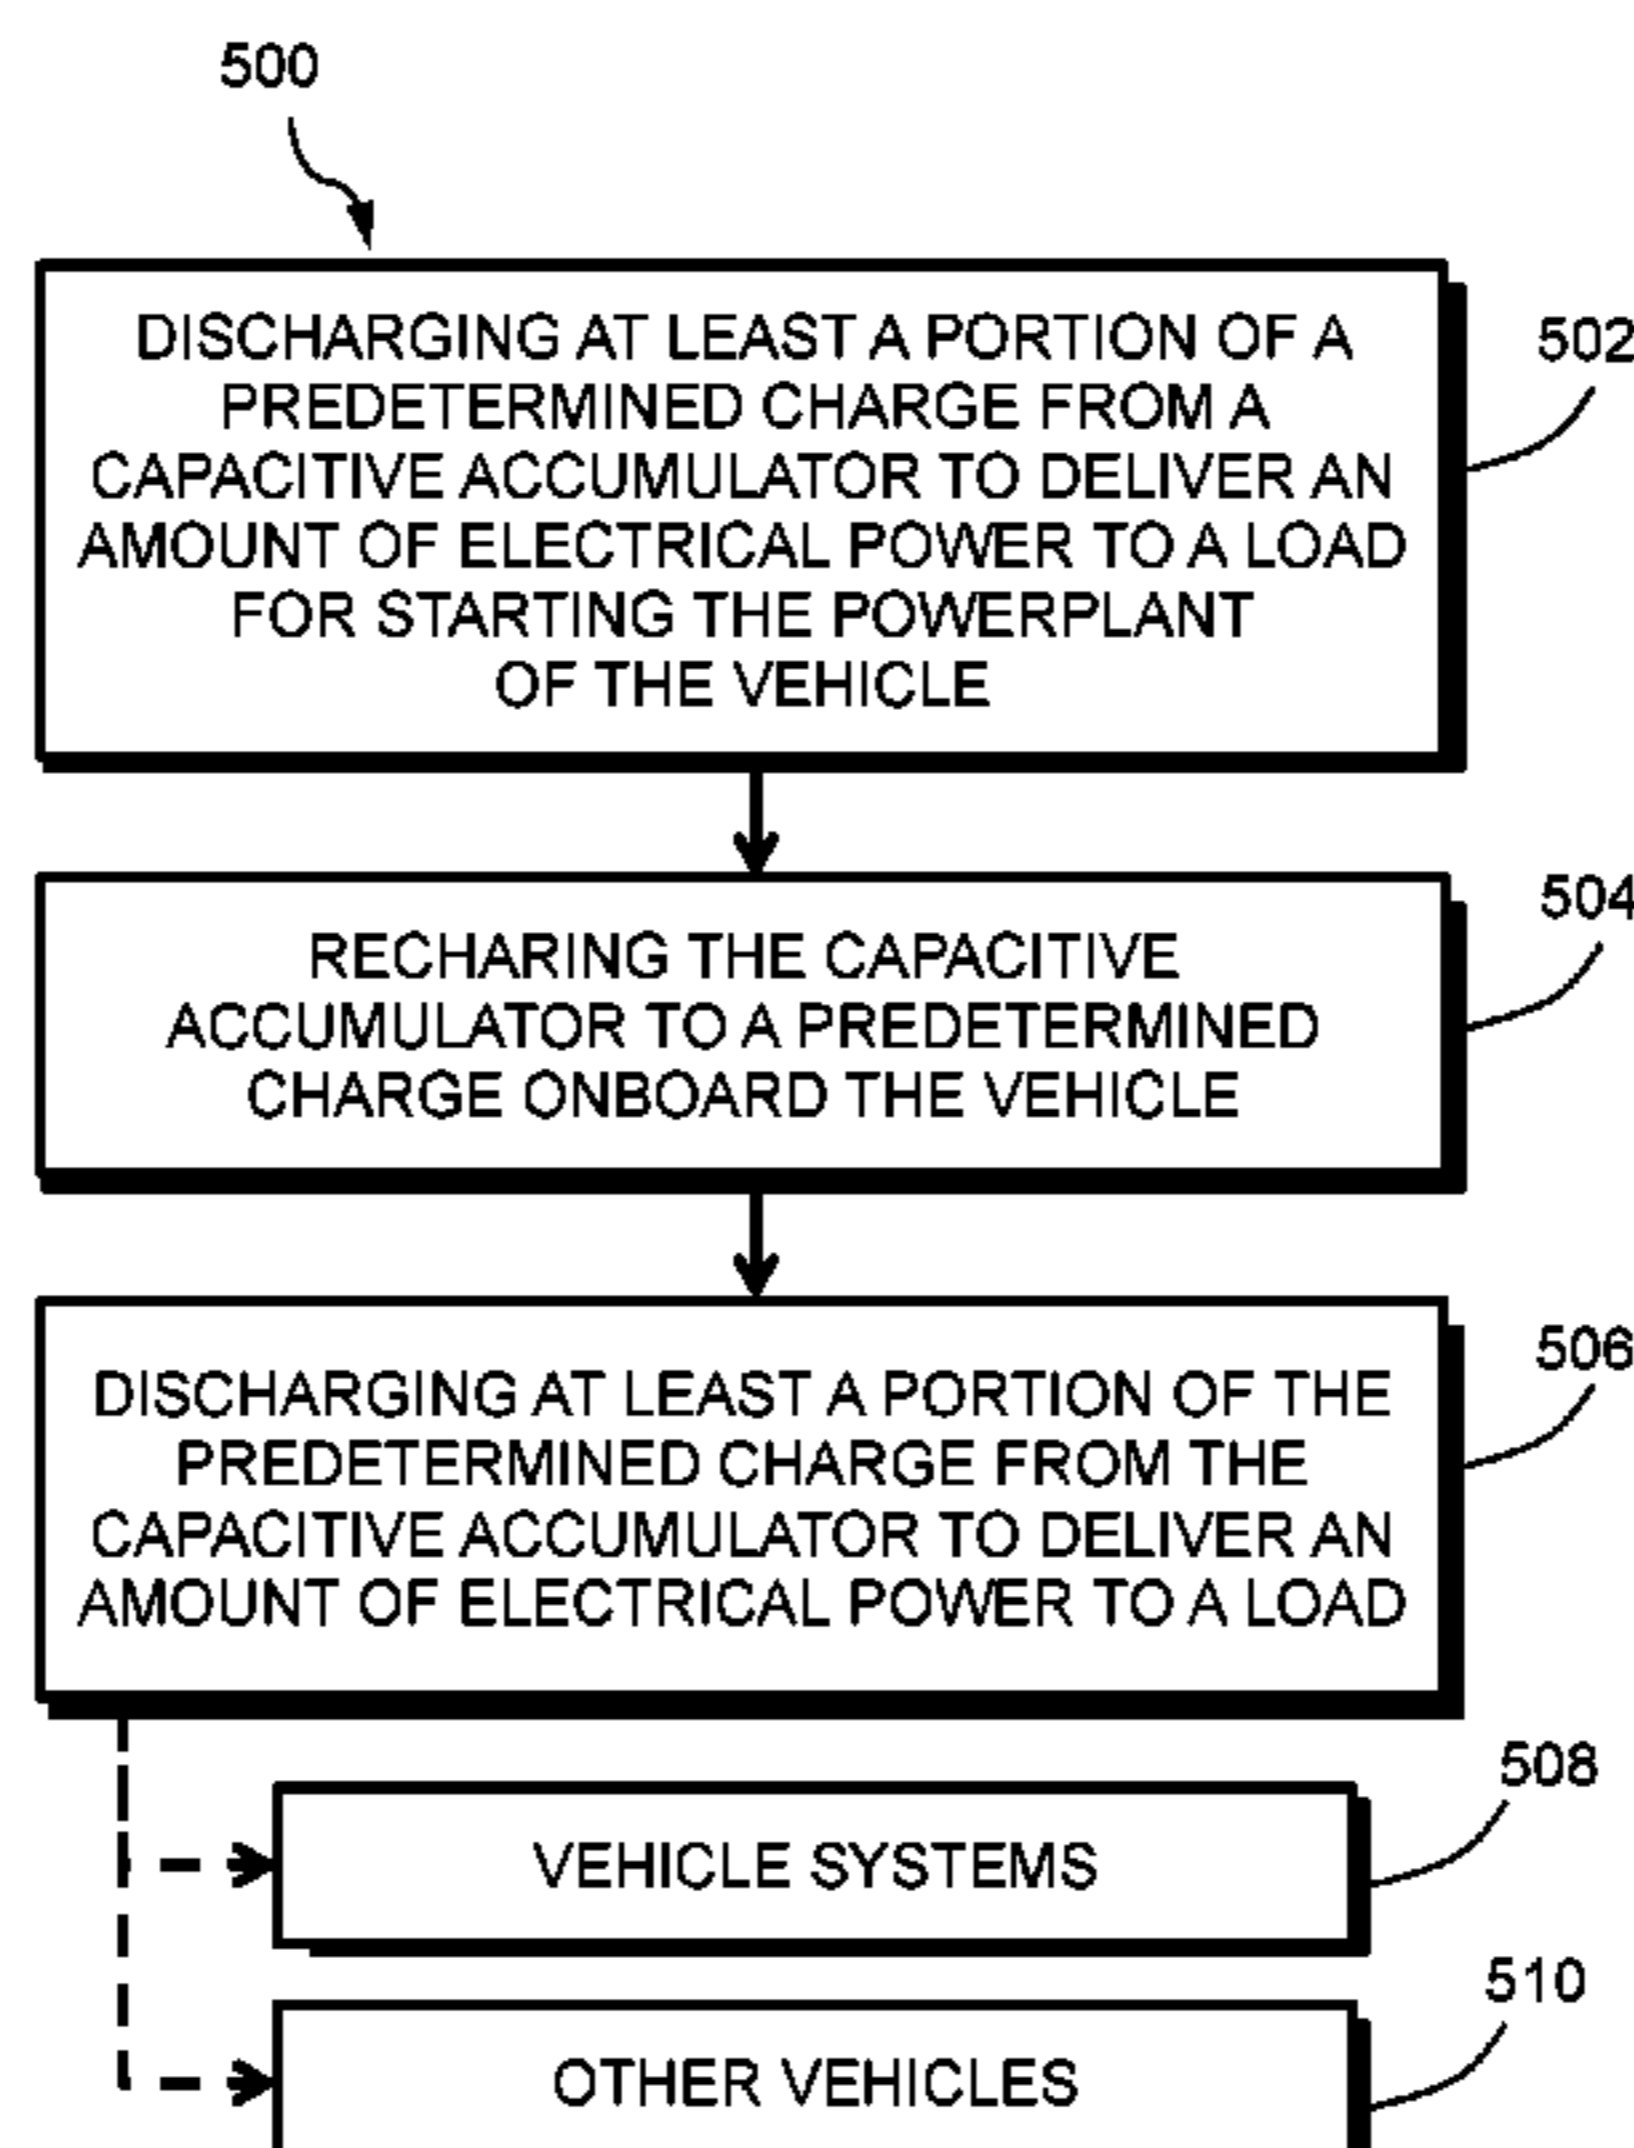 500
DISCHARGING AT LEAST A PORTION OF A
PREDETERMINED CHARGE FROM A
CAPACITIVE ACCUMULATOR TO DELIVER AN
AMOUNT OF ELECTRICAL POWER TO A LOAD
FOR STARTING THE POWERPLANT
OF THE VEHICLE
502
RECHARING THE CAPACITIVE
ACCUMULATOR TO A PREDETERMINED
CHARGE ONBOARD THE VEHICLE
504
DISCHARGING AT LEAST A PORTION OF THE
PREDETERMINED CHARGE FROM THE
CAPACITIVE ACCUMULATOR TO DELIVER AN
AMOUNT OF ELECTRICAL POWER TO A LOAD
506
VEHICLE SYSTEMS
508
OTHER VEHICLES
510